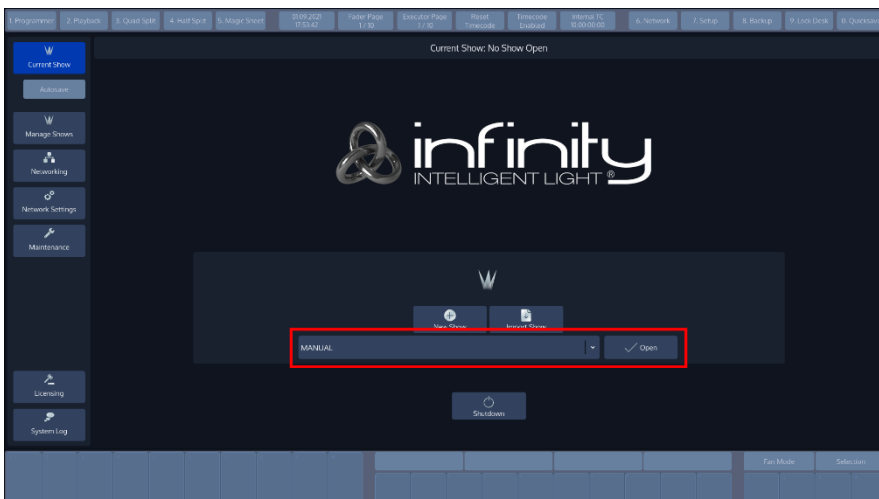 1. Programmer
2. Playback
3. Quad Split
4. Half Split
5. Magic Sheet
01.09.2021
17:53:47
Fader Page
1 / 10
Executor Page
1 / 10
Reset
Timecode
Timecode
Enabled
Internal TC
10:00:00:00
6. Network
7. Setup
8. Backup
9. Lock Desk
0. Quicksave
Current Show
Autosave
Manage Shows
Networking
Network Settings
Maintenance
Licensing
System Log
Current Show: No Show Open
infinity
INTELLIGENT LIGHT ®
New Show
Import Show
MANUAL
Open
Shutdown
Fan Mode
Selection